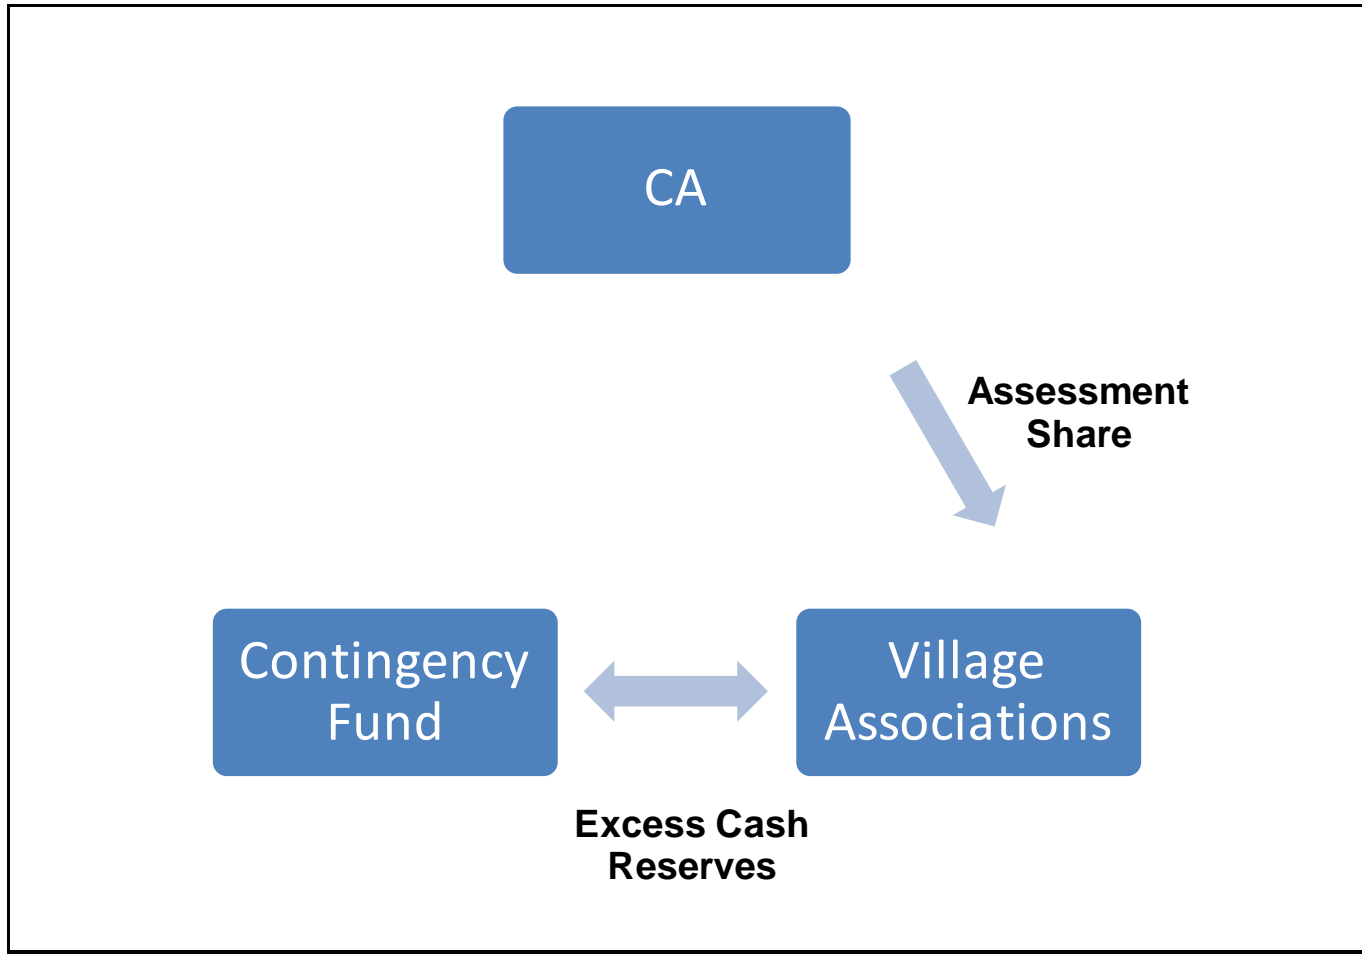 CA
Assessment
Share
Contingency
Fund
Village
Associations
Excess Cash
Reserves